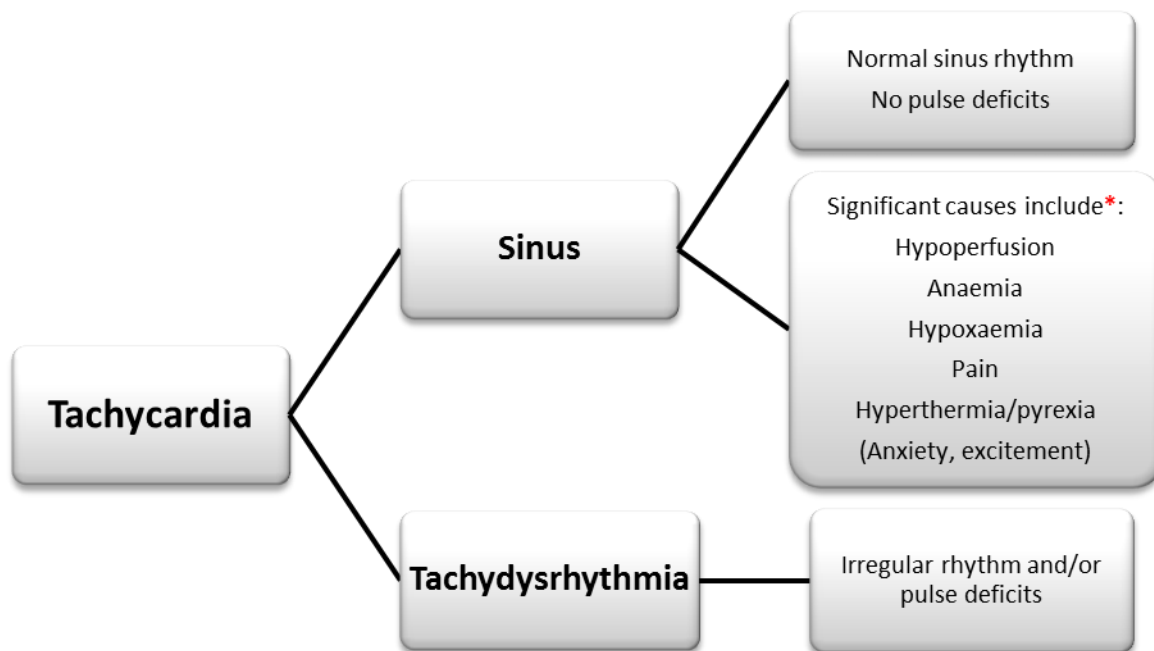 Tachycardia
Sinus
Normal sinus rhythm
No pulse deficits
Significant causes include*:
Hypoperfusion
Anaemia
Hypoxaemia
Pain
Hyperthermia/pyrexia
(Anxiety, excitement)
Tachydysrhythmia
Irregular rhythm and/or
pulse deficits